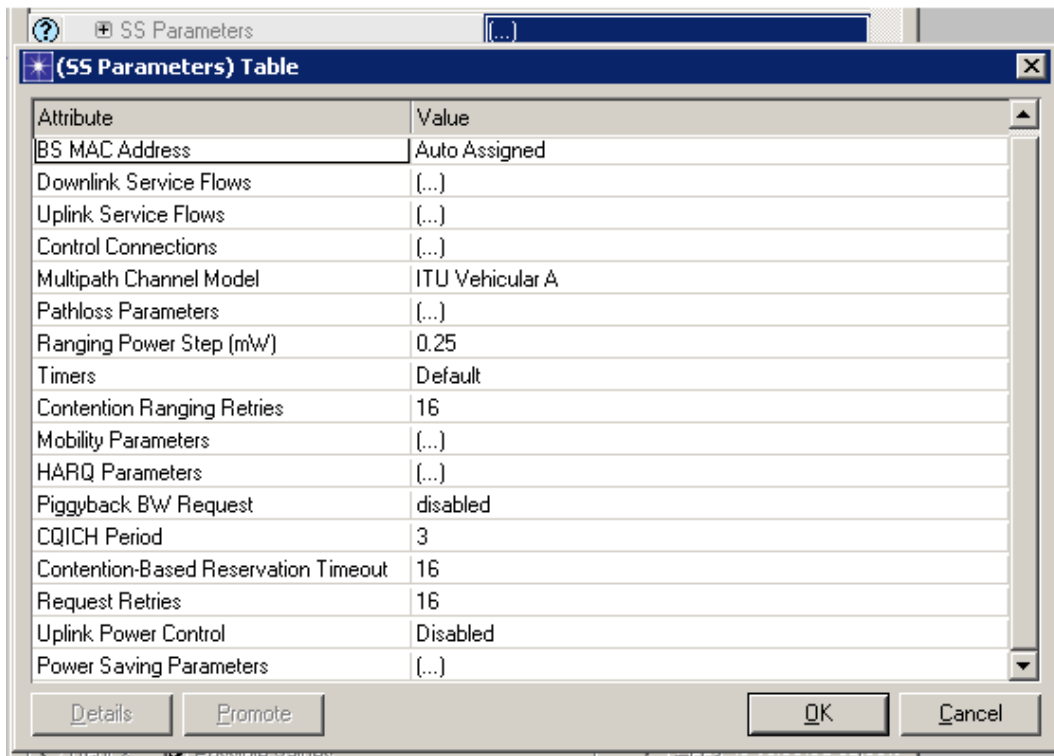 SS Parameters (...)
(SS Parameters) Table
Attribute Value
BS MAC Address Auto Assigned
Downlink Service Flows (...)
Uplink Service Flows (...)
Control Connections (...)
Multipath Channel Model ITU Vehicular A
Pathloss Parameters (...)
Ranging Power Step (mW) 0.25
Timers Default
Contention Ranging Retries 16
Mobility Parameters (...)
HARQ Parameters (...)
Piggyback BW Request disabled
CQICH Period 3
Contention-Based Reservation Timeout 16
Request Retries 16
Uplink Power Control Disabled
Power Saving Parameters (...)
Details Promote OK Cancel